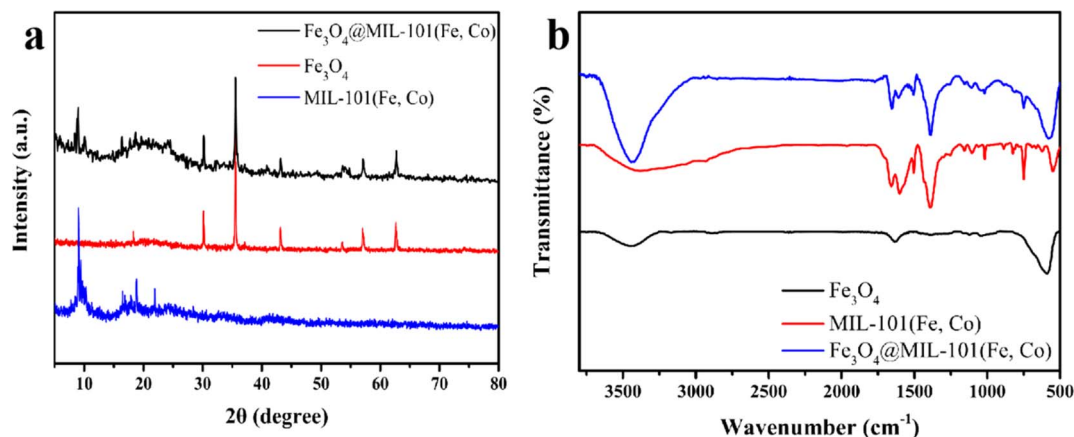 a
Fe₃O₄@MIL-101(Fe, Co)
Fe₃O₄
MIL-101(Fe, Co)
Intensity (a.u.)
10 20 30 40 50 60 70 80
2θ (degree)
b
Transmittance (%)
Fe₃O₄
MIL-101(Fe, Co)
Fe₃O₄@MIL-101(Fe, Co)
3500 3000 2500 2000 1500 1000 500
Wavenumber (cm⁻¹)